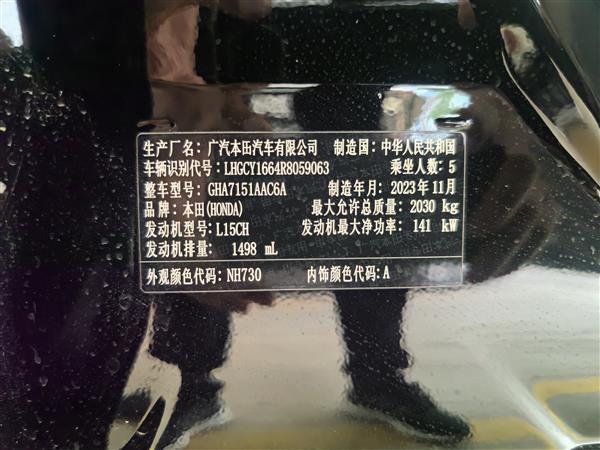 生产厂名: 广汽本田汽车有限公司 制造国: 中华人民共和国
车辆识别代号: LHGCY1664R8059063 乘坐人数: 5
整车型号: GHA7151AAC6A 制造年月: 2023年11月
品牌: 本田(HONDA) 最大允许总质量: 2030 kg
发动机型号: L15CH 发动机最大净功率: 141 kW
发动机排量: 1498 mL
外观颜色代码: NH730 内饰颜色代码: A